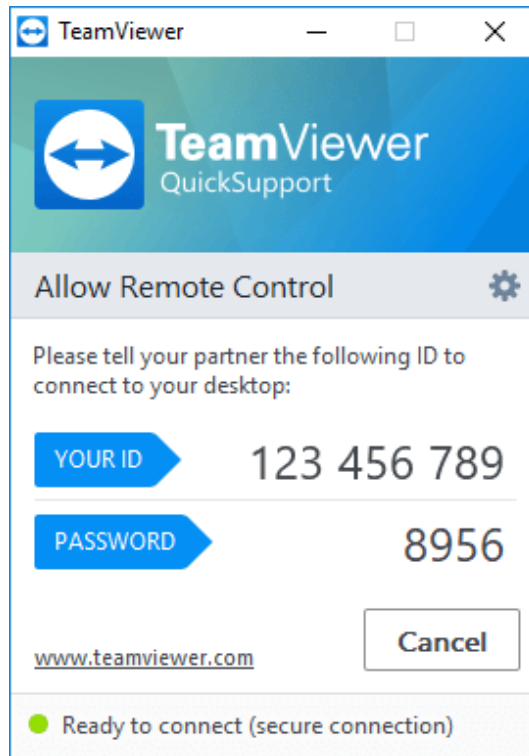 TeamViewer
TeamViewer
QuickSupport
Allow Remote Control
Please tell your partner the following ID to
connect to your desktop:
YOUR ID 123 456 789
PASSWORD 8956
www.teamviewer.com Cancel
Ready to connect (secure connection)